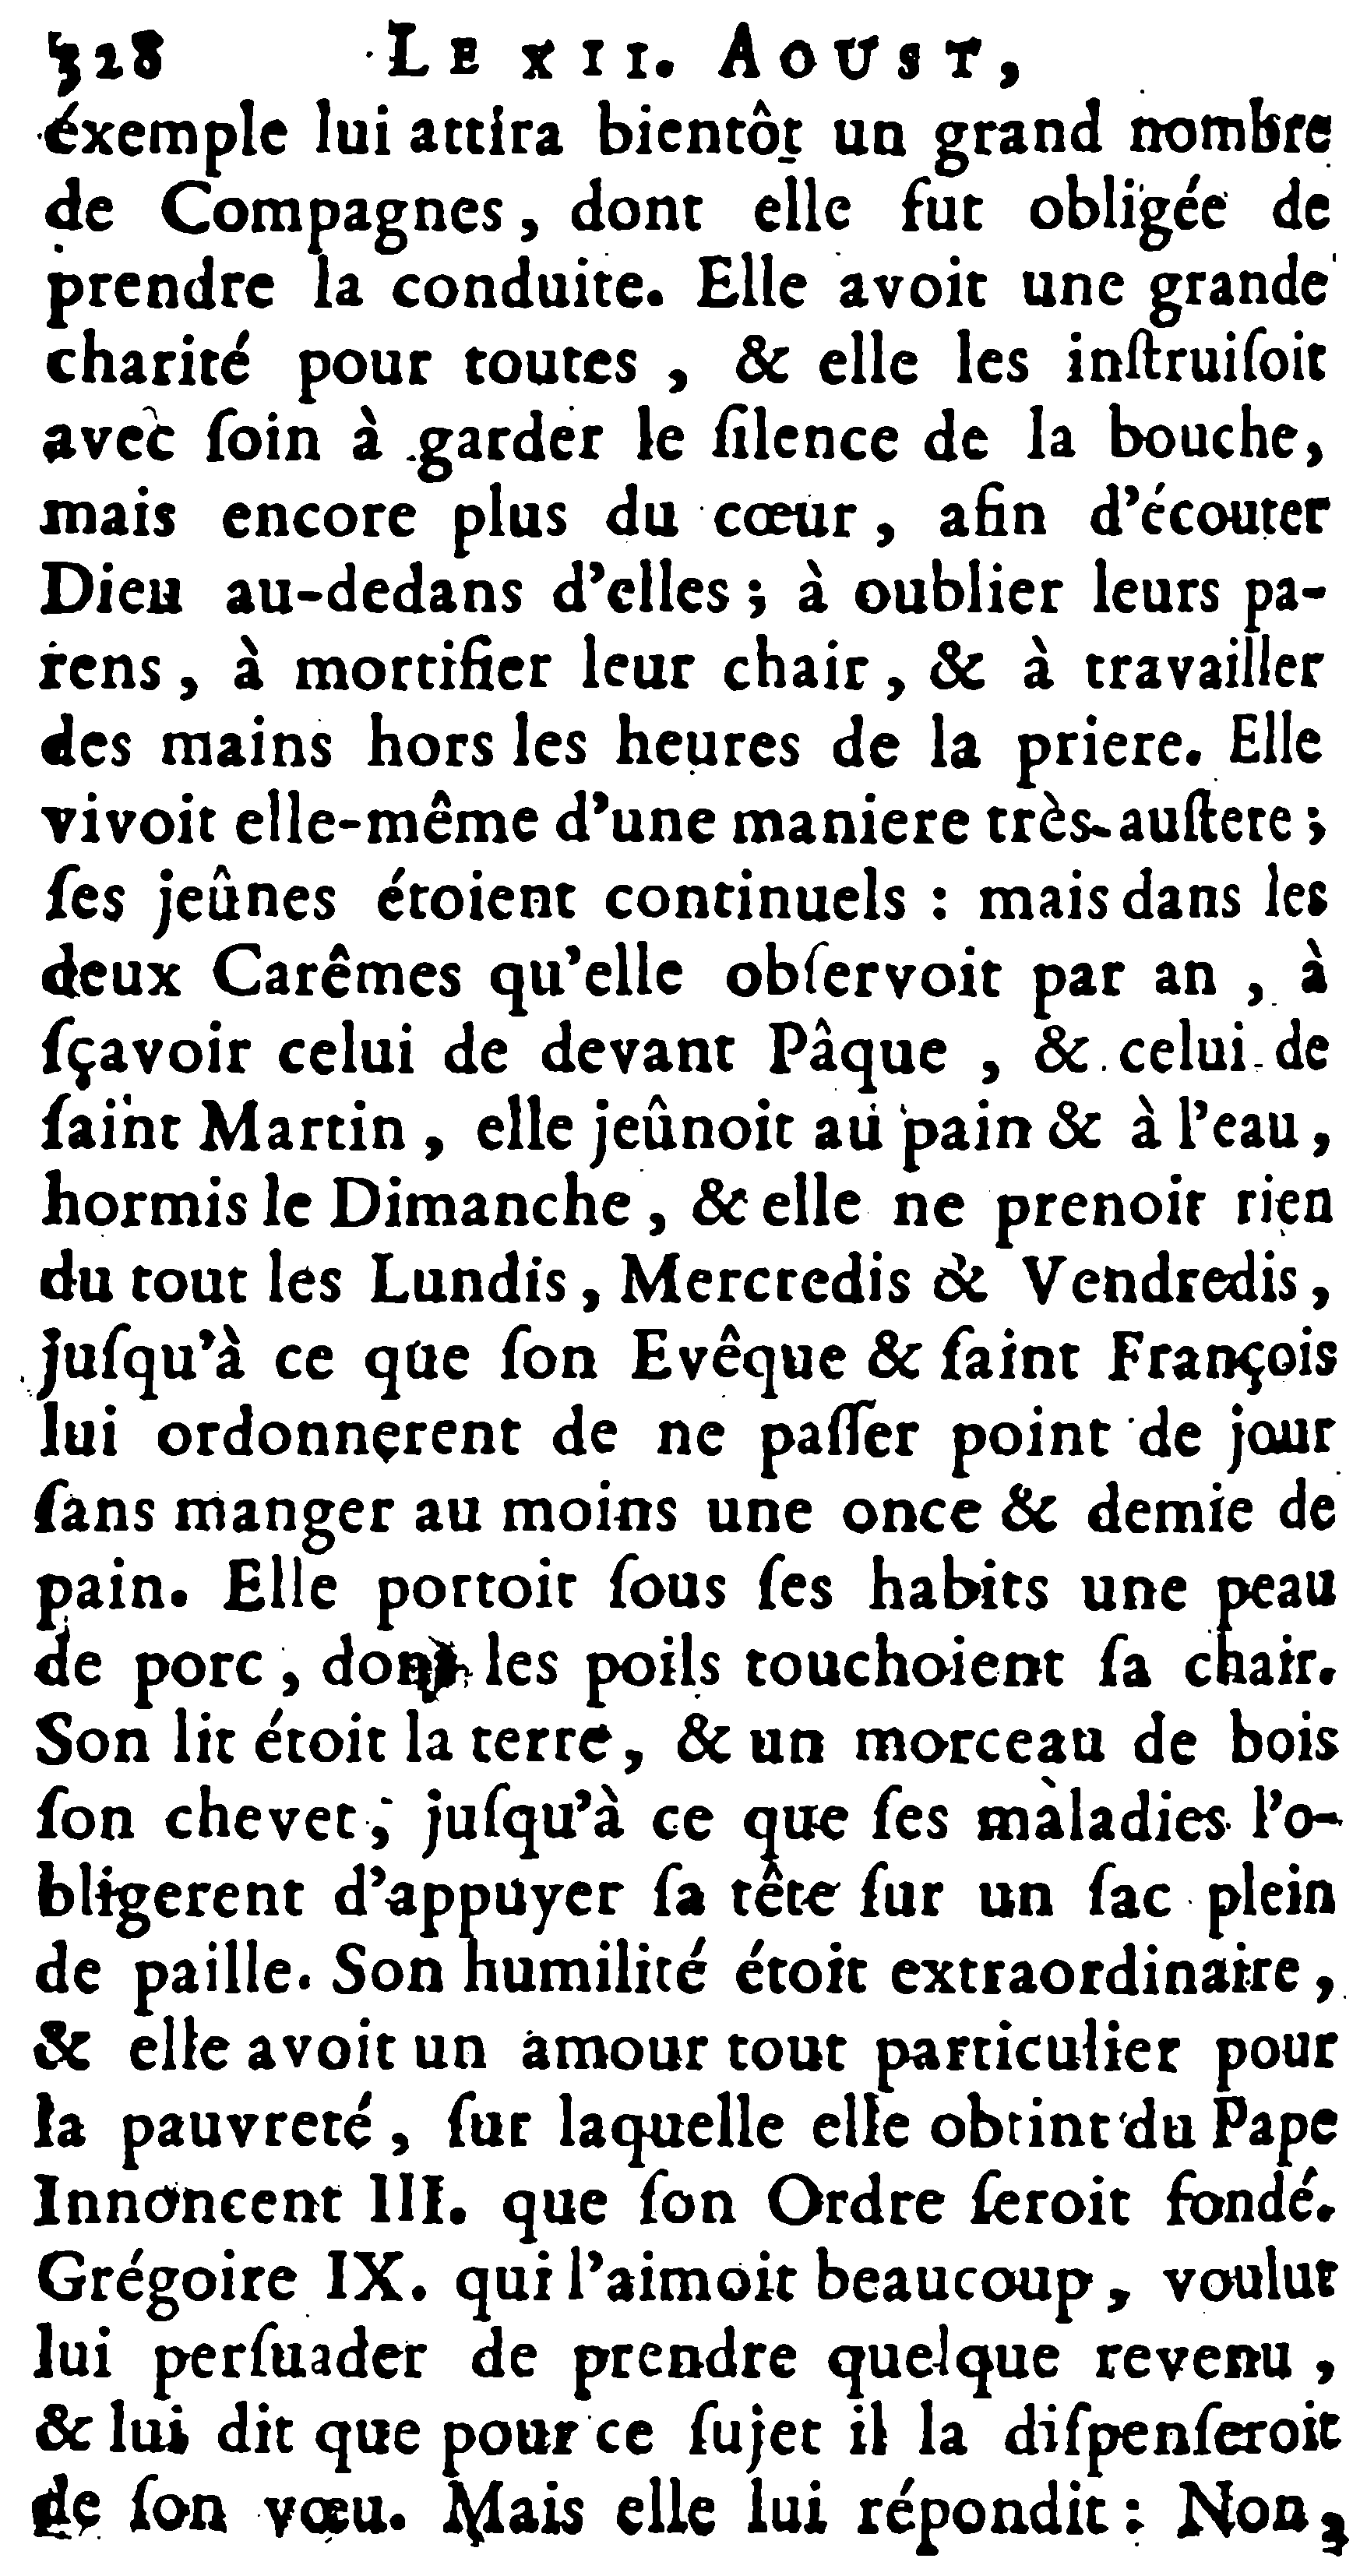 328 LE XII. AOUST,
éxemple lui attira bientôt un grand nombre
de Compagnes, dont elle fut obligée de
prendre la conduite. Elle avoit une grande
charité pour toutes, & elle les inſtruiſoit
avec ſoin à garder le ſilence de la bouche,
mais encore plus du cœur, afin d'écouter
Dieu au-dedans d'elles; à oublier leurs pa-
rens, à mortifier leur chair, & à travailler
des mains hors les heures de la priere. Elle
vivoit elle-même d'une maniere très-auſtere;
ſes jeûnes étoient continuels : mais dans les
deux Carêmes qu'elle obſervoit par an, à
ſçavoir celui de devant Pâque, & celui de
ſaint Martin, elle jeûnoit au pain & à l'eau,
hormis le Dimanche, & elle ne prenoit rien
du tout les Lundis, Mercredis & Vendredis,
juſqu'à ce que ſon Evêque & ſaint François
lui ordonnerent de ne paſſer point de jour
ſans manger au moins une once & demie de
pain. Elle portoit ſous ſes habits une peau
de porc, dont les poils touchoient ſa chair.
Son lit étoit la terre, & un morceau de bois
ſon chevet; juſqu'à ce que ſes maladies l'o-
bligerent d'appuyer ſa tête ſur un ſac plein
de paille. Son humilité étoit extraordinaire,
& elle avoit un amour tout particulier pour
la pauvreté, ſur laquelle elle obtint du Pape
Innocent III. que ſon Ordre ſeroit fondé.
Grégoire IX. qui l'aimoit beaucoup, voulut
lui perſuader de prendre quelque revenu,
& lui dit que pour ce ſujet il la diſpenſeroit
de ſon vœu. Mais elle lui répondit : Non,